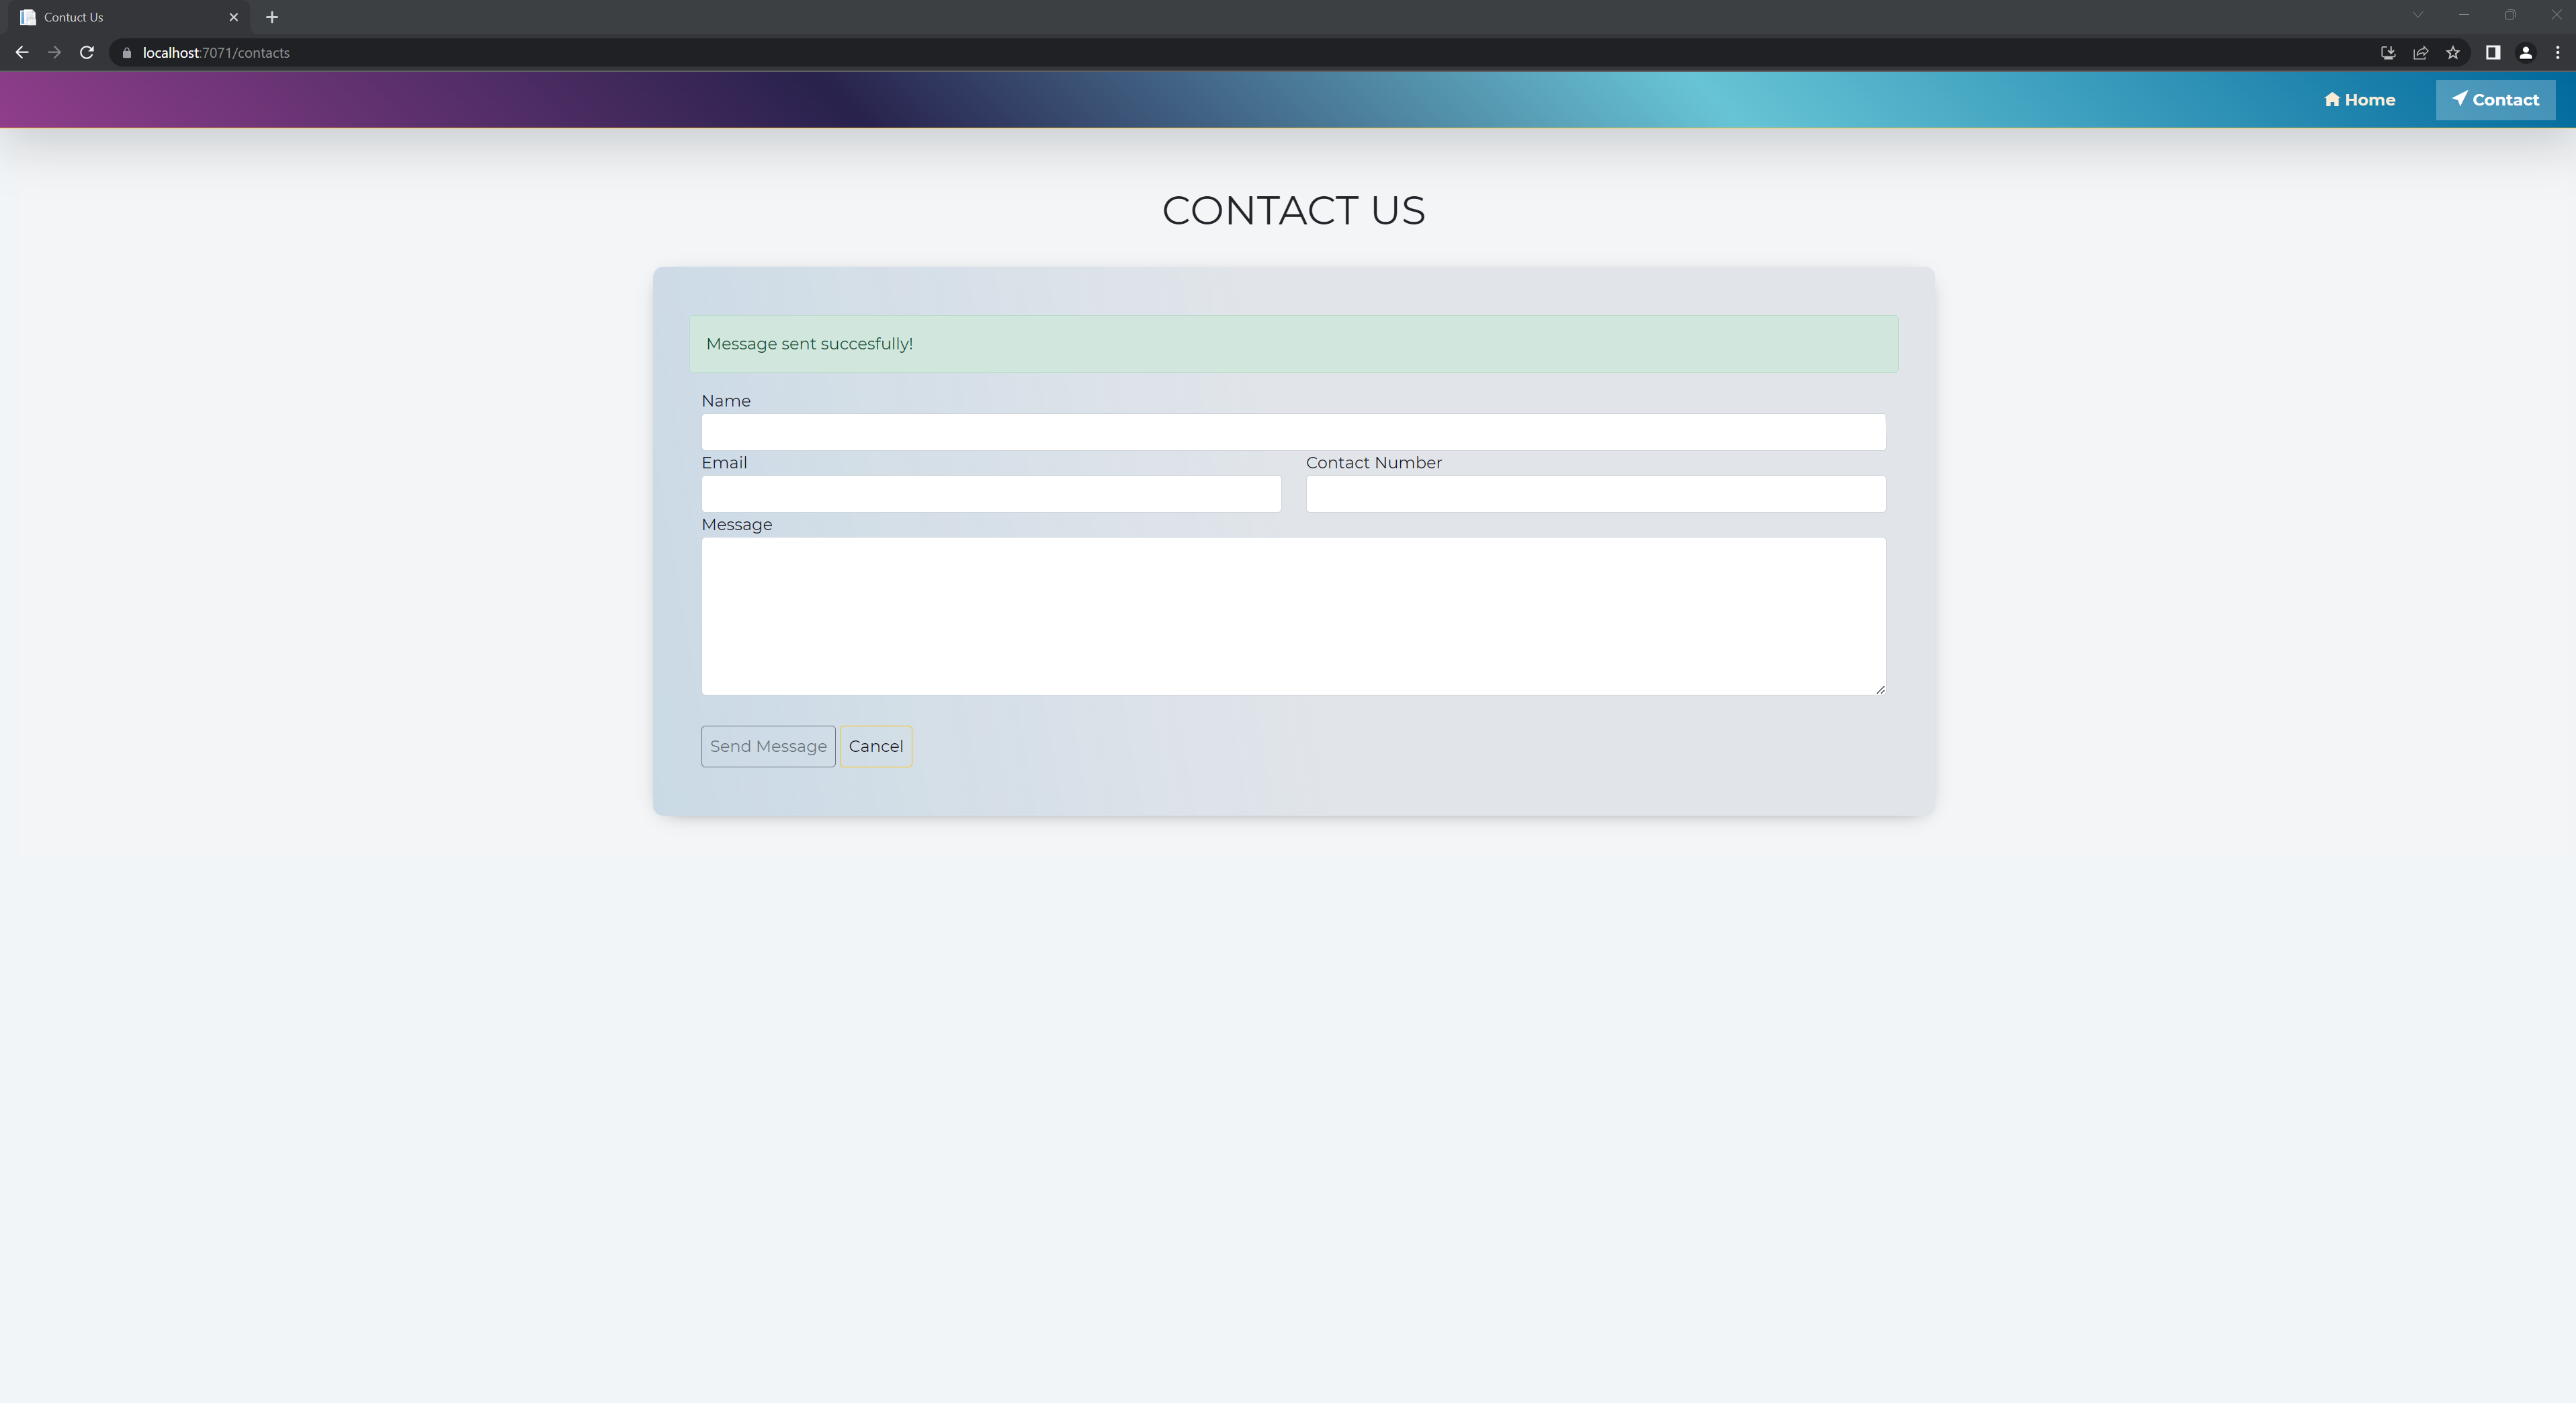 Contuct Us
localhost:7071/contacts
Home
Contact
CONTACT US
Message sent succesfully!
Name
Email
Contact Number
Message
Send Message
Cancel